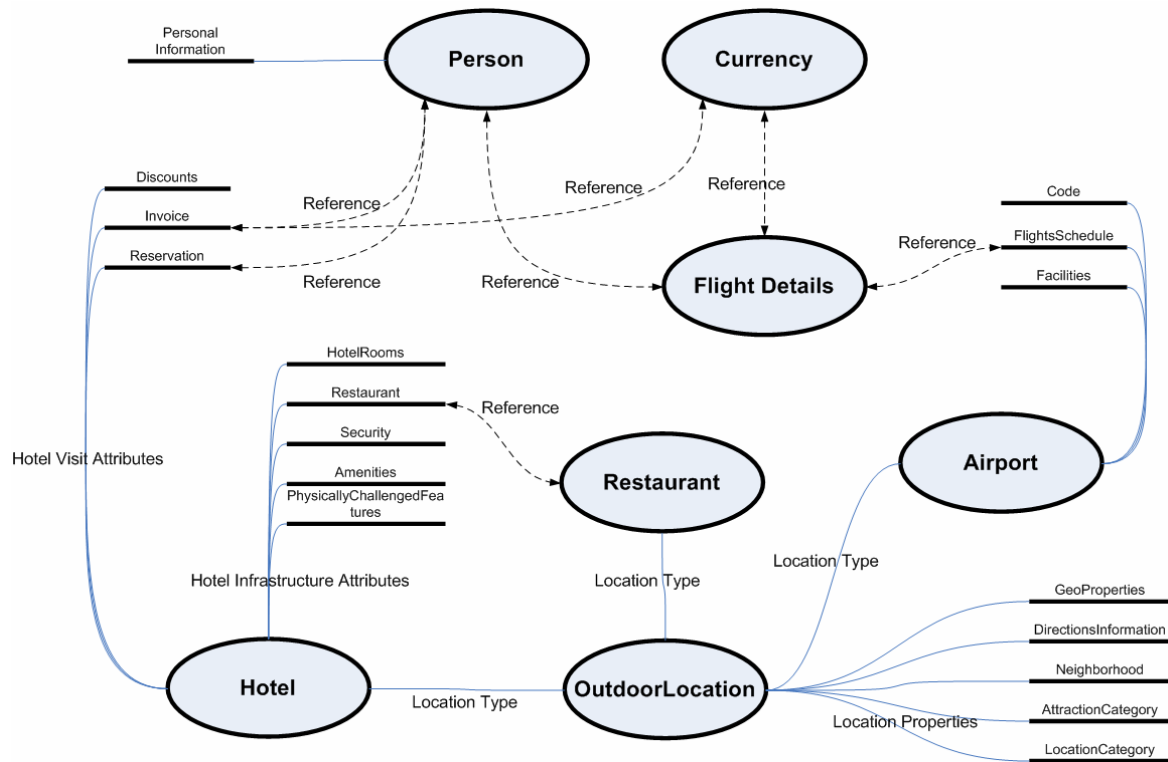 Personal
Information
Person
Currency
Discounts
Invoice
Reservation
Reference
Reference
Reference
Reference
Reference
Reference
Code
FlightsSchedule
Facilities
Flight Details
HotelRooms
Restaurant
Security
Amenities
PhysicallyChallengedFea
tures
Reference
Hotel Visit Attributes
Restaurant
Airport
Hotel Infrastructure Attributes
Location Type
Location Type
GeoProperties
DirectionsInformation
Neighborhood
AttractionCategory
LocationCategory
Hotel
Location Type
OutdoorLocation
Location Properties